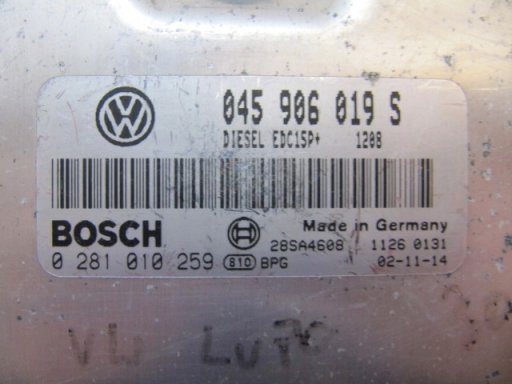 045 906 019 S
DIESEL EDC15P+ 1208
BOSCH
Made in Germany
28SA4608 1126 0131
0 281 010 259 810 BPG 02-11-14
VW